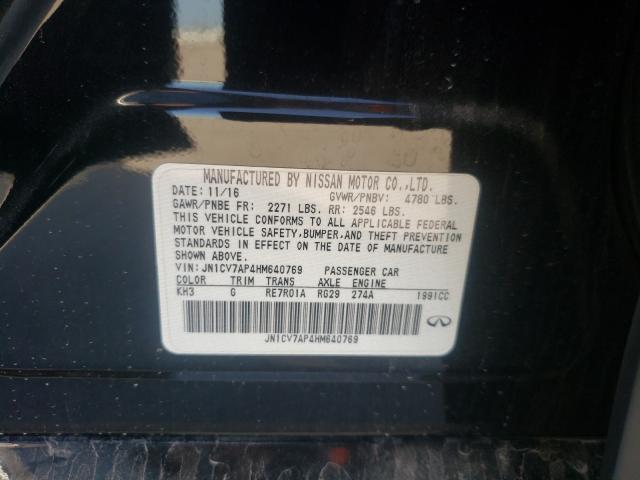 MANUFACTURED BY NISSAN MOTOR CO.,LTD.
DATE: 11/16 GVWR/PNBV: 4780 LBS.
GAWR/PNBE FR: 2271 LBS. RR: 2546 LBS.
THIS VEHICLE CONFORMS TO ALL APPLICABLE FEDERAL
MOTOR VEHICLE SAFETY,BUMPER,AND THEFT PREVENTION
STANDARDS IN EFFECT ON THE DATE OF MANUFACTURE
SHOWN ABOVE.
VIN: JN1CV7AP4HM640769 PASSENGER CAR
COLOR TRIM TRANS AXLE ENGINE
KH3 G RE7R01A RG29 274A 1991CC
JN1CV7AP4HM640769